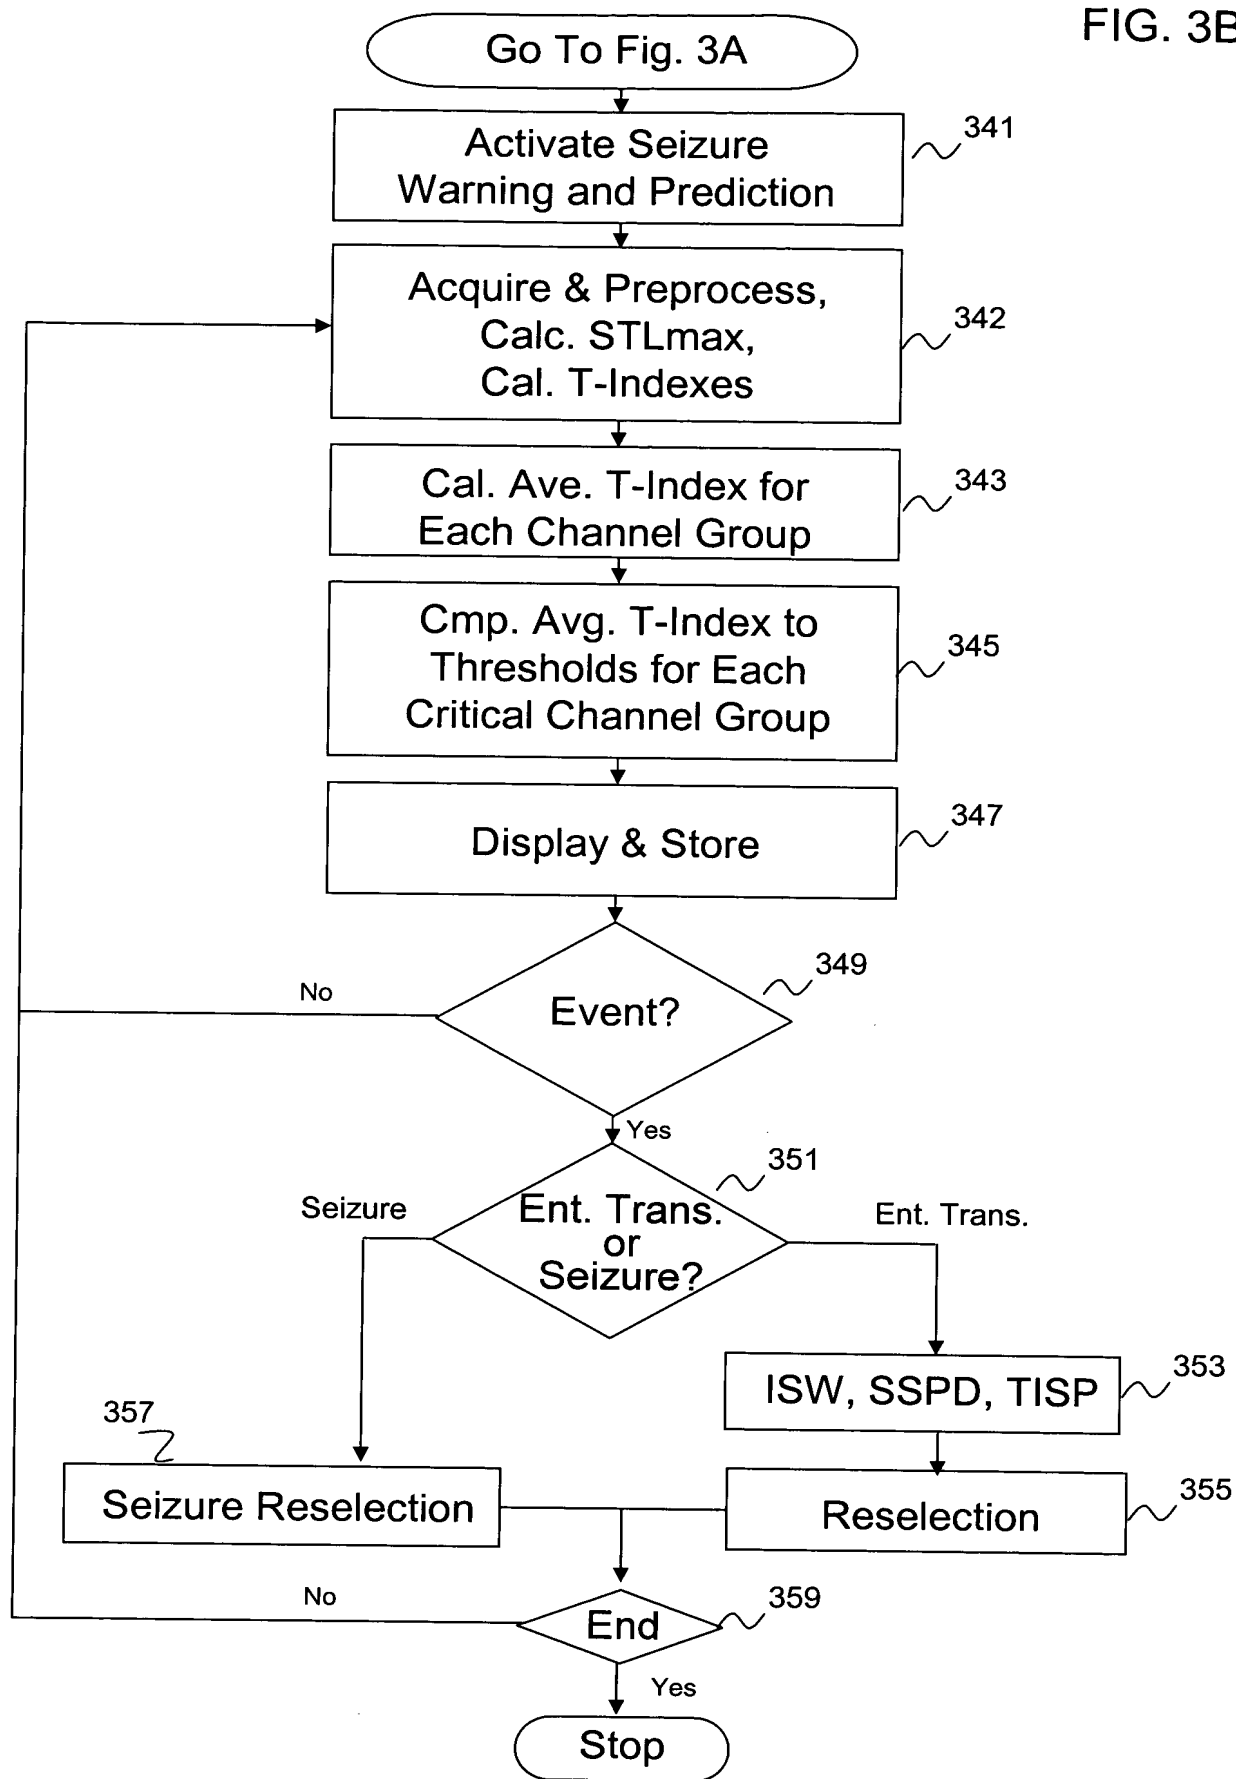 FIG. 3B
Go To Fig. 3A
Activate Seizure
Warning and Prediction
341
Acquire & Preprocess,
Calc. STLmax,
Cal. T-Indexes
342
Cal. Ave. T-Index for
Each Channel Group
343
Cmp. Avg. T-Index to
Thresholds for Each
Critical Channel Group
345
Display & Store
347
Event?
349
No
Yes
Ent. Trans.
or
Seizure?
351
Seizure
Ent. Trans.
ISW, SSPD, TISP
353
357
Seizure Reselection
Reselection
355
End
359
No
Yes
Stop